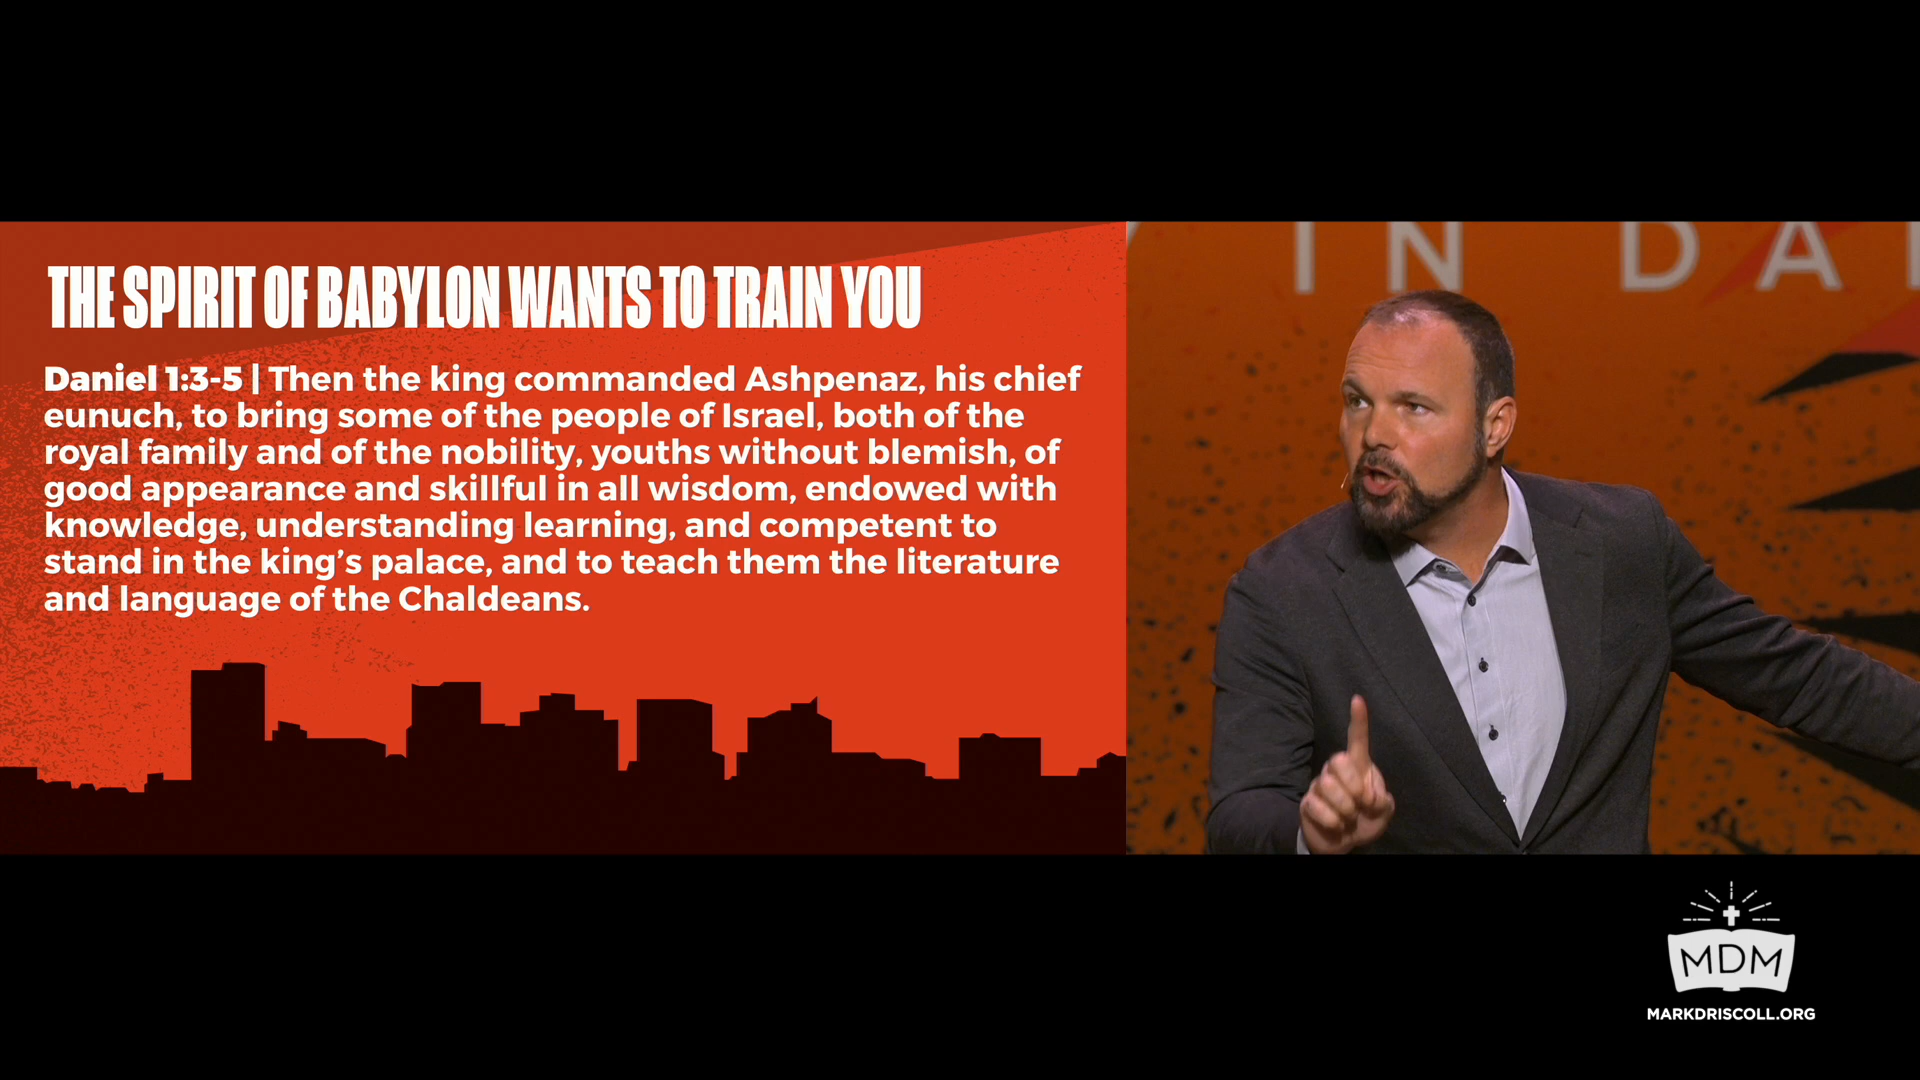 THE SPIRIT OF BABYLON WANTS TO TRAIN YOU
Daniel 1:3-5 | Then the king commanded Ashpenaz, his chief
eunuch, to bring some of the people of Israel, both of the
royal family and of the nobility, youths without blemish, of
good appearance and skillful in all wisdom, endowed with
knowledge, understanding learning, and competent to
stand in the king's palace, and to teach them the literature
and language of the Chaldeans.
IN DA
MDM
MARKDRISCOLL.ORG